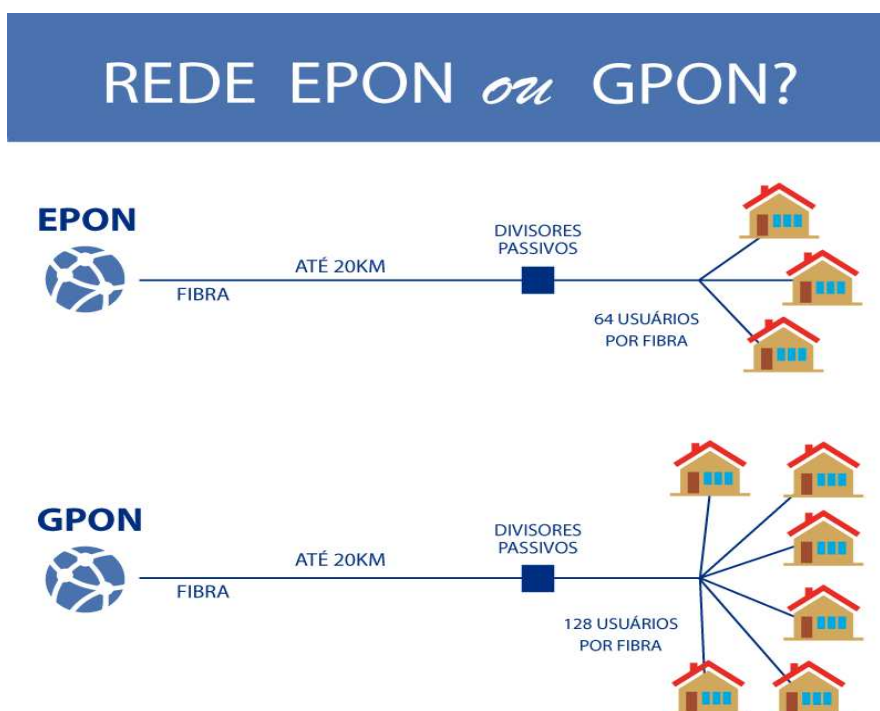 REDE EPON ou GPON?
EPON
ATÉ 20KM
FIBRA
DIVISORES
PASSIVOS
64 USUÁRIOS
POR FIBRA
GPON
ATÉ 20KM
FIBRA
DIVISORES
PASSIVOS
128 USUÁRIOS
POR FIBRA